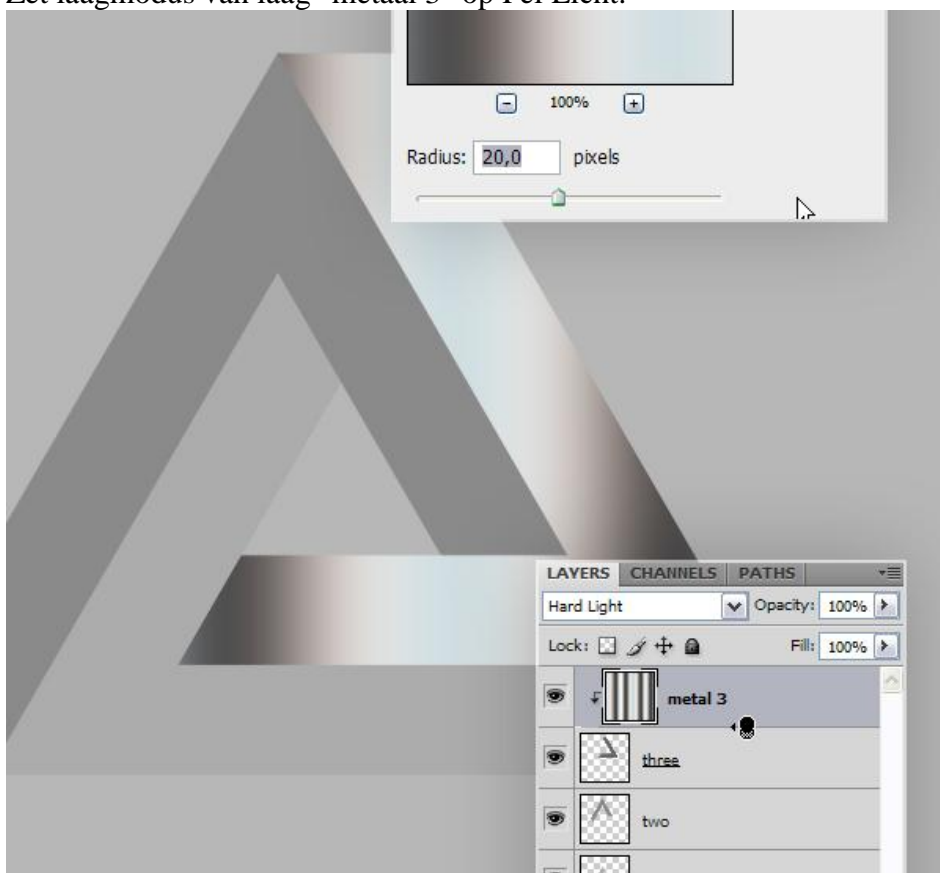 Zet laagmodus van laag “metaal 3” op Fel Licht.
100%
Radius: 20,0 pixels
LAYERS CHANNELS PATHS
Hard Light Opacity: 100%
Lock: Fill: 100%
metal 3
three
two